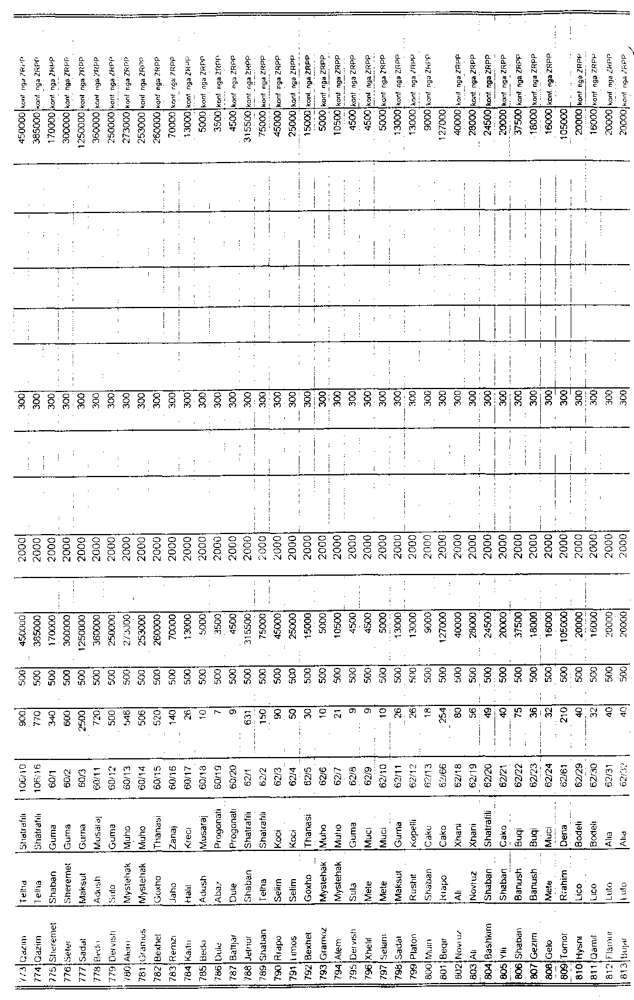 773 Qazim Telha Shatrafili 106/10 900 500 450000 2000 300 450000 konf nga ZRPP
774 Qazim Telha Shatrafili 106/16 770 500 385000 2000 300 385000 konf nga ZRPP
775 Sheremet Shaban Guma 60/1 340 500 170000 2000 300 170000 konf nga ZRPP
776 Sefer Sheremet Guma 60/2 600 500 300000 2000 300 300000 konf nga ZRPP
777 Sadat Maksut Guma 60/3 2500 500 1250000 2000 300 1250000 konf nga ZRPP
778 Bedo Adush Musaraj 60/11 720 500 360000 2000 300 360000 konf nga ZRPP
779 Dervish Sulo Guma 60/12 500 500 250000 2000 300 250000 konf nga ZRPP
780 Alem Mystehak Muho 60/13 546 500 273000 2000 300 273000 konf nga ZRPP
781 Gramos Mystehak Muho 60/14 506 500 253000 2000 300 253000 konf nga ZRPP
782 Bexhet Goxho Thanasi 60/15 520 500 260000 2000 300 260000 konf nga ZRPP
783 Remzi Jaho Zanaj 60/16 140 500 70000 2000 300 70000 konf nga ZRPP
784 Kadri Halil Kreci 60/17 26 500 13000 2000 300 13000 konf nga ZRPP
785 Bedo Adush Musaraj 60/18 10 500 5000 2000 300 5000 konf nga ZRPP
786 Dule Abaz Progonati 60/19 7 500 3500 2000 300 3500 konf nga ZRPP
787 Baftjar Dule Progonati 60/20 9 500 4500 2000 300 4500 konf nga ZRPP
788 Jetnor Shaban Shatrafili 62/1 631 500 315500 2000 300 315500 konf nga ZRPP
789 Shaban Telha Shatrafili 62/2 150 500 75000 2000 300 75000 konf nga ZRPP
790 Rrapo Selim Koci 62/3 90 500 45000 2000 300 45000 konf nga ZRPP
791 Limos Selim Koci 62/4 50 500 25000 2000 300 25000 konf nga ZRPP
792 Bexhet Goxho Thanasi 62/5 30 500 15000 2000 300 15000 konf nga ZRPP
793 Gramoz Mystehak Muho 62/6 10 500 5000 2000 300 5000 konf nga ZRPP
794 Alem Mystehak Muho 62/7 21 500 10500 2000 300 10500 konf nga ZRPP
795 Dervish Sula Guma 62/8 9 500 4500 2000 300 4500 konf nga ZRPP
796 Xhelil Mete Muci 62/9 9 500 4500 2000 300 4500 konf nga ZRPP
797 Selani Mete Muci 62/10 10 500 5000 2000 300 5000 konf nga ZRPP
798 Sadat Maksut Guma 62/11 26 500 13000 2000 300 13000 konf nga ZRPP
799 Platon Rushit Kopelli 62/12 26 500 13000 2000 300 13000 konf nga ZRPP
800 Muin Shaban Cako 62/13 18 500 9000 2000 300 9000 konf nga ZRPP
801 Beqir Rrapo Cako 62/66 254 500 127000 2000 300 127000
802 Novruz Ali Xhani 62/18 80 500 40000 2000 300 40000 konf nga ZRPP
803 Ali Novruz Xhani 62/19 56 500 28000 2000 300 28000 konf nga ZRPP
804 Bashkim Shaban Shatrafili 62/20 49 500 24500 2000 300 24500 konf nga ZRPP
805 Ylli Shaban Cako 62/21 40 500 20000 2000 300 20000 konf nga ZRPP
806 Shaban Banush Buqi 62/22 75 500 37500 2000 300 37500 konf nga ZRPP
807 Gezim Banush Buqi 62/23 36 500 18000 2000 300 18000 konf nga ZRPP
808 Gelo Mete Muci 62/24 32 500 16000 2000 300 16000 konf nga ZRPP
809 Tomor Rrahim Dena 62/61 210 500 105000 2000 300 105000
810 Hysni Lico Bodeli 62/29 40 500 20000 2000 300 20000 konf nga ZRPP
811 Qamil Lico Bodeli 62/30 32 500 16000 2000 300 16000 konf nga ZRPP
812 Flamur Luto Alia 62/31 40 500 20000 2000 300 20000 konf nga ZRPP
813 Bujar Luto Alia 62/32 40 500 20000 2000 300 20000 konf nga ZRPP